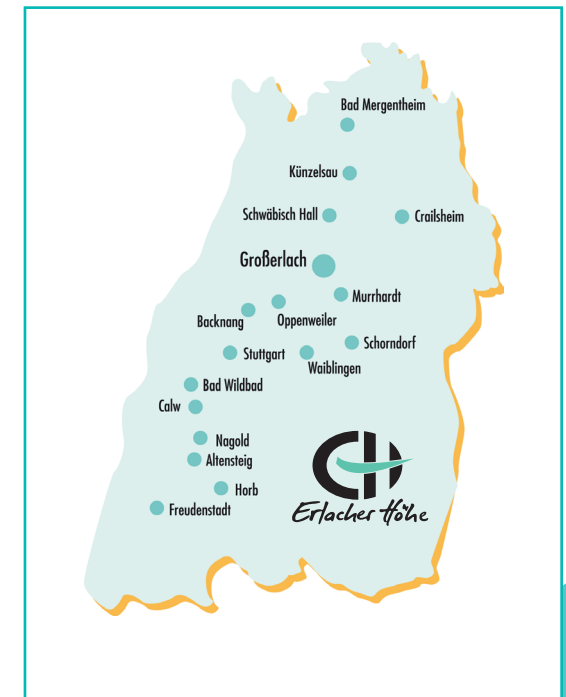 Bad Mergentheim
Künzelsau
Schwäbisch Hall
Crailsheim
Großerlach
Murrhardt
Oppenweiler
Backnang
Schorndorf
Stuttgart
Waiblingen
Bad Wildbad
Calw
Nagold
Altensteig
Horb
Freudenstadt
Erlacher Höhe